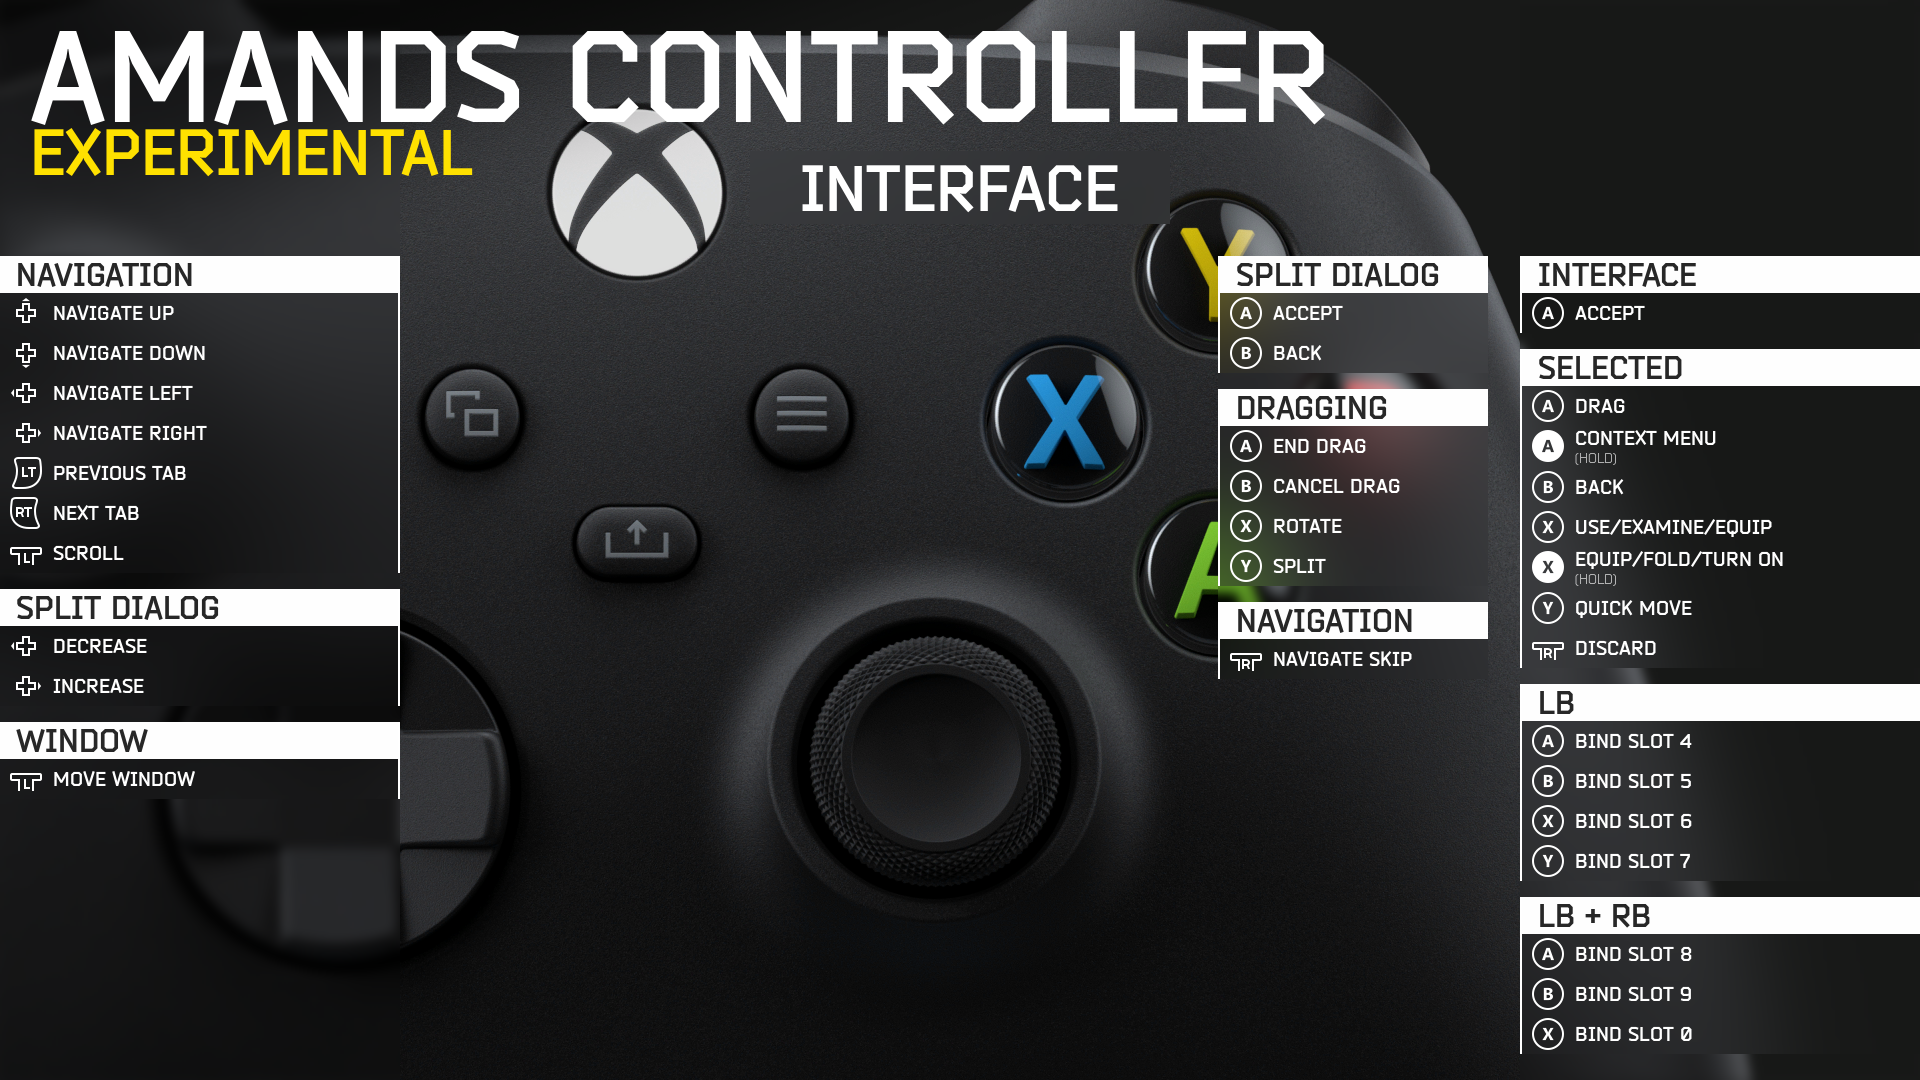 AMANDS CONTROLLER
EXPERIMENTAL
INTERFACE
NAVIGATION
NAVIGATE UP
NAVIGATE DOWN
NAVIGATE LEFT
NAVIGATE RIGHT
LT PREVIOUS TAB
RT NEXT TAB
L SCROLL
SPLIT DIALOG
DECREASE
INCREASE
WINDOW
L MOVE WINDOW
Y
X
A
SPLIT DIALOG
A ACCEPT
B BACK
DRAGGING
A END DRAG
B CANCEL DRAG
X ROTATE
Y SPLIT
NAVIGATION
R NAVIGATE SKIP
INTERFACE
A ACCEPT
SELECTED
A DRAG
A CONTEXT MENU
(HOLD)
B BACK
X USE/EXAMINE/EQUIP
X EQUIP/FOLD/TURN ON
(HOLD)
Y QUICK MOVE
R DISCARD
LB
A BIND SLOT 4
B BIND SLOT 5
X BIND SLOT 6
Y BIND SLOT 7
LB + RB
A BIND SLOT 8
B BIND SLOT 9
X BIND SLOT 0